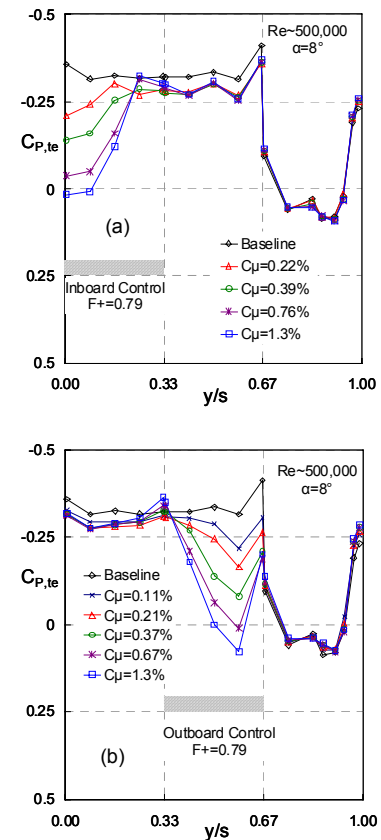 -0.5
Re~500,000
α=8°
-0.25
C_P,te
0
(a)
Baseline
Cμ=0.22%
Cμ=0.39%
Cμ=0.76%
Cμ=1.3%
0.25
Inboard Control
F+=0.79
0.5
0.00 0.33 0.67 1.00
y/s
-0.5
Re~500,000
α=8°
-0.25
C_P,te
Baseline
Cμ=0.11%
Cμ=0.21%
Cμ=0.37%
Cμ=0.67%
Cμ=1.3%
0
0.25
Outboard Control
F+=0.79
(b)
0.5
0.00 0.33 0.67 1.00
y/s